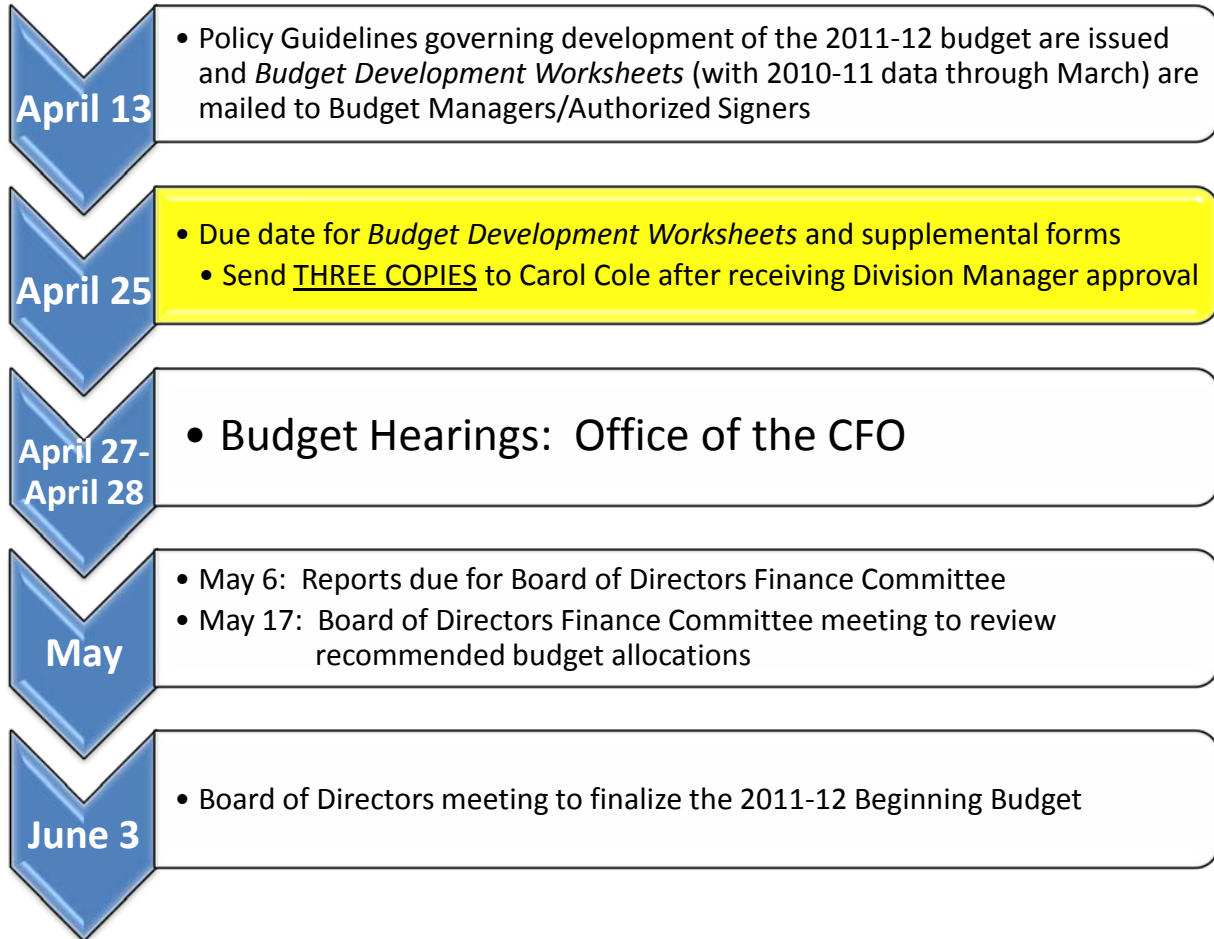 April 13
• Policy Guidelines governing development of the 2011-12 budget are issued
and Budget Development Worksheets (with 2010-11 data through March) are
mailed to Budget Managers/Authorized Signers
April 25
• Due date for Budget Development Worksheets and supplemental forms
• Send THREE COPIES to Carol Cole after receiving Division Manager approval
April 27-
April 28
• Budget Hearings: Office of the CFO
May
• May 6: Reports due for Board of Directors Finance Committee
• May 17: Board of Directors Finance Committee meeting to review
recommended budget allocations
June 3
• Board of Directors meeting to finalize the 2011-12 Beginning Budget